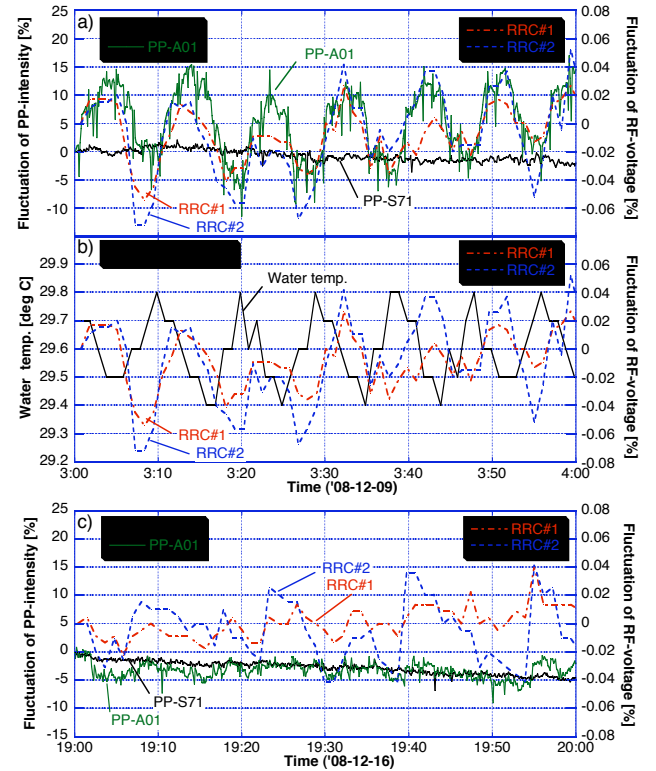 a)
Fluctuation of PP-intensity [%]
25
20
15
10
5
0
-5
-10
PP-A01
PP-A01
RRC#1
RRC#2
RRC#1
RRC#2
PP-S71
0.08
0.06
0.04
0.02
0.00
-0.02
-0.04
-0.06
Fluctuation of RF-voltage [%]
b)
Water temp. [deg C]
29.9
29.8
29.7
29.6
29.5
29.4
29.3
29.2
Water temp.
RRC#1
RRC#2
RRC#1
RRC#2
0.06
0.04
0.02
0.00
-0.02
-0.04
-0.06
-0.08
Fluctuation of RF-voltage [%]
3:00
3:10
3:20
3:30
3:40
3:50
4:00
Time ('08-12-09)
c)
Fluctuation of PP-intensity [%]
25
20
15
10
5
0
-5
-10
15
PP-A01
RRC#1
RRC#2
RRC#2
RRC#1
PP-S71
PP-A01
0.08
0.06
0.04
0.02
0.00
-0.02
-0.04
-0.06
-0.08
Fluctuation of RF-voltage [%]
19:00
19:10
19:20
19:30
19:40
19:50
20:00
Time ('08-12-16)